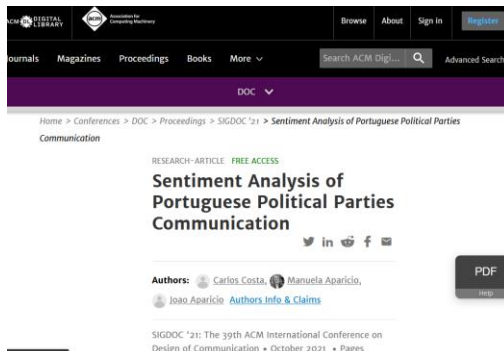 ACM DL DIGITAL LIBRARY
acm
Association for Computing Machinery
Browse About Sign in Register
Journals Magazines Proceedings Books More
Search ACM Digi...
Advanced Search
DOC
Home > Conferences > DOC > Proceedings > SIGDOC '21 > Sentiment Analysis of Portuguese Political Parties
Communication
RESEARCH-ARTICLE FREE ACCESS
Sentiment Analysis of
Portuguese Political Parties
Communication
Authors: Carlos Costa, Manuela Aparicio,
Joao Aparicio Authors Info & Claims
PDF
Help
SIGDOC '21: The 39th ACM International Conference on
Design of Communication • October 2021 • Pages